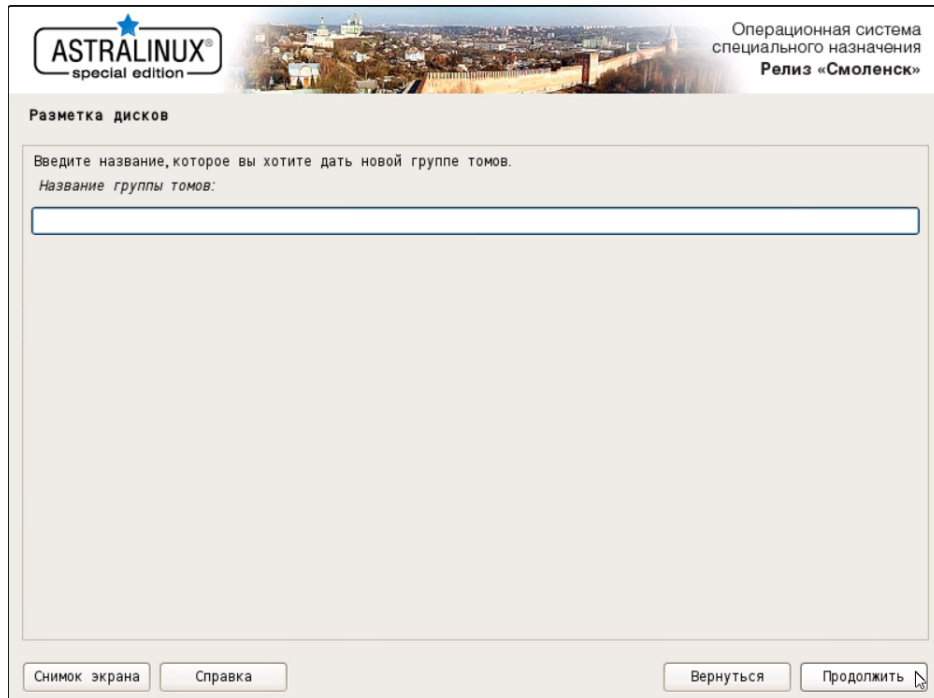 ASTRALINUX®
special edition
Операционная система
специального назначения
Релиз «Смоленск»
Разметка дисков
Введите название, которое вы хотите дать новой группе томов.
Название группы томов:
Снимок экрана
Справка
Вернуться
Продолжить